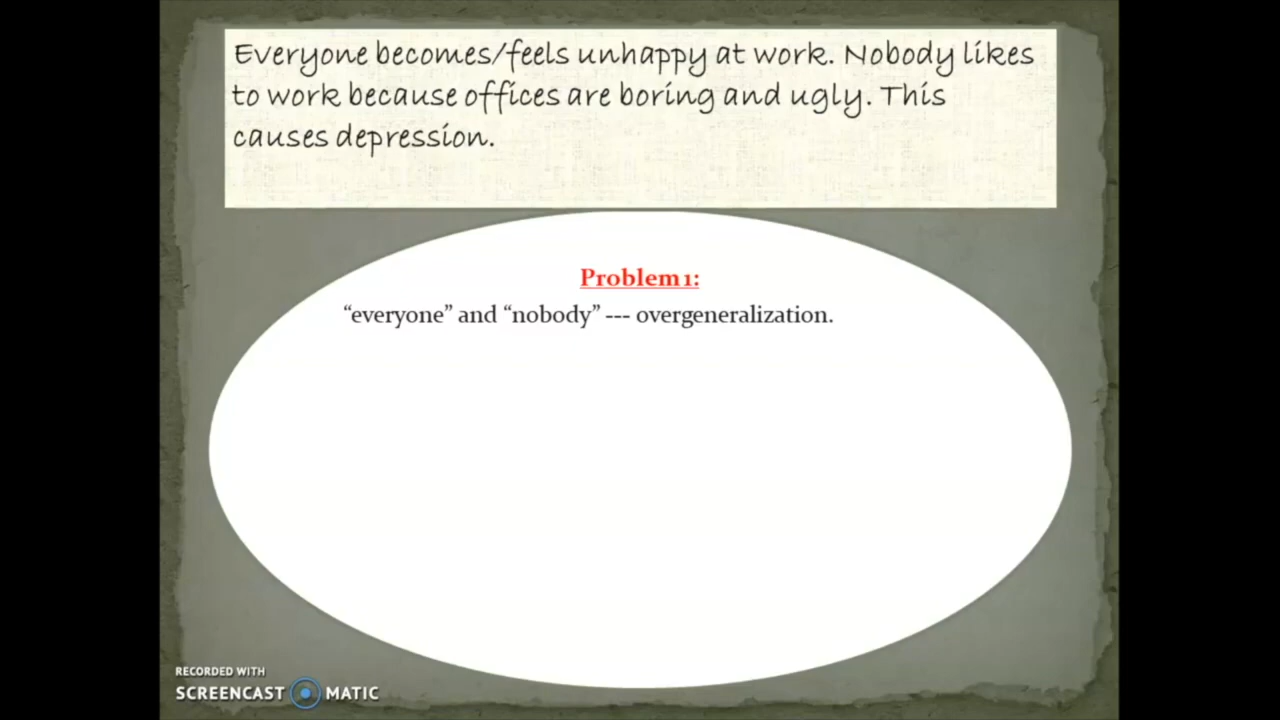 Everyone becomes/feels unhappy at work. Nobody likes
to work because offices are boring and ugly. This
causes depression.
Problem 1:
“everyone” and “nobody” --- overgeneralization.
RECORDED WITH
SCREENCAST MATIC